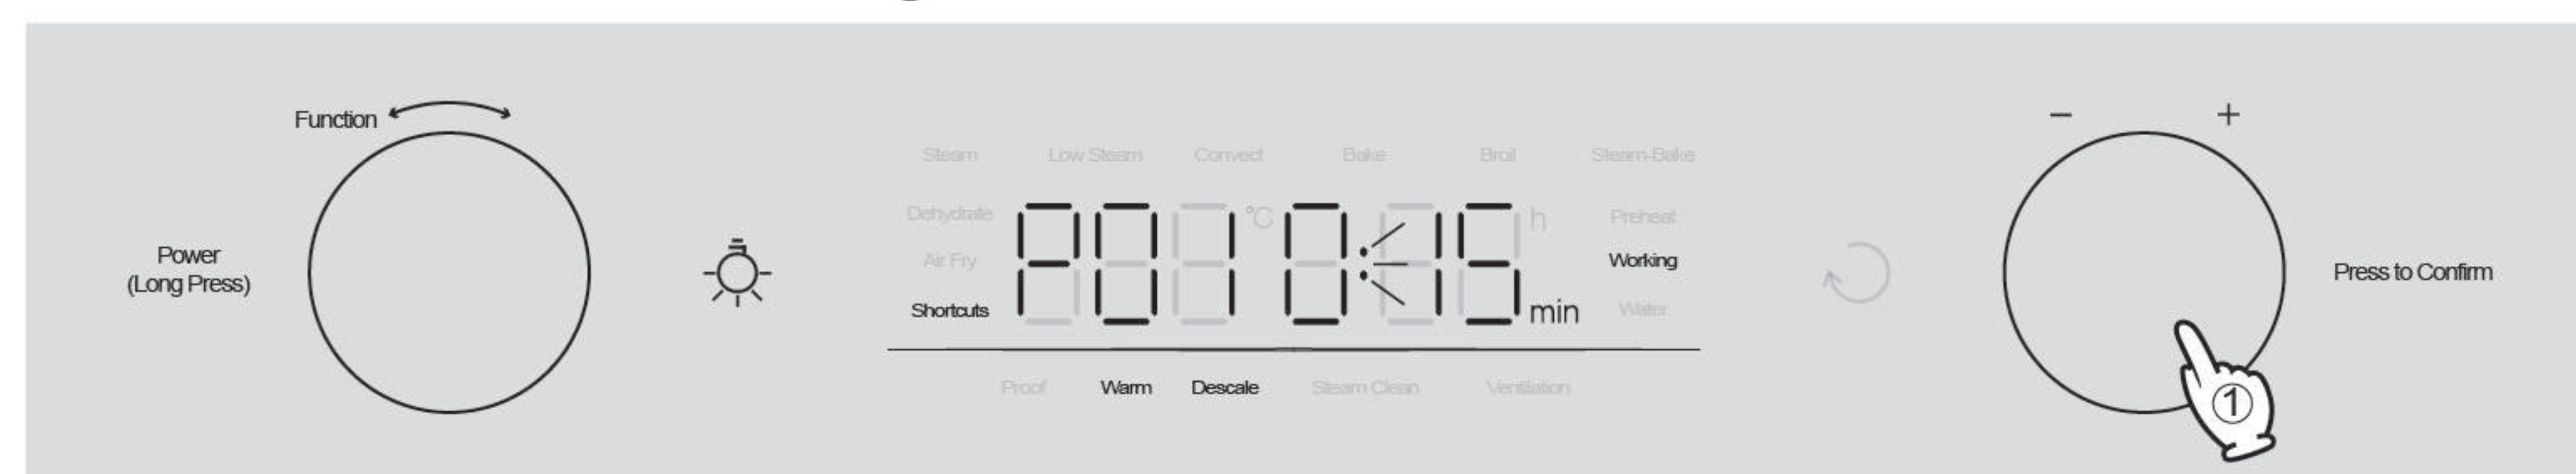 Function
- +
Steam Low Steam Convect Bake Broil Steam-Bake
Dehydrate °C h Preheat
Power
(Long Press)
Air Fry P01 0:15 Working
Press to Confirm
Shortcuts min Water
Proof Warm Descale Steam Clean Ventilation
1